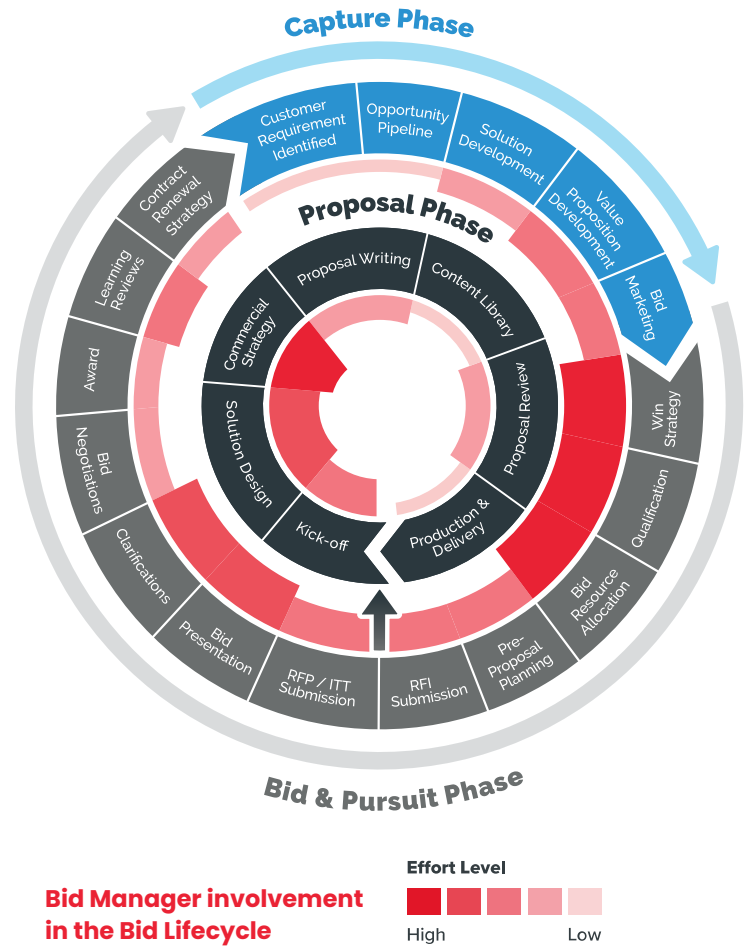 Capture Phase
Customer
Requirement
Identified
Opportunity
Pipeline
Solution
Development
Value
Proposition
Development
Bid
Marketing
Win
Strategy
Qualification
Bid
Resource
Allocation
Pre-
Proposal
Planning
RFI
Submission
RFP / ITT
Submission
Bid
Presentation
Clarifications
Bid
Negotiations
Award
Learning
Reviews
Contract
Renewal
Strategy
Proposal Phase
Kick-off
Solution Design
Commercial
Strategy
Proposal Writing
Content Library
Proposal Review
Production &
Delivery
Bid & Pursuit Phase
Bid Manager involvement
in the Bid Lifecycle
Effort Level
High
Low